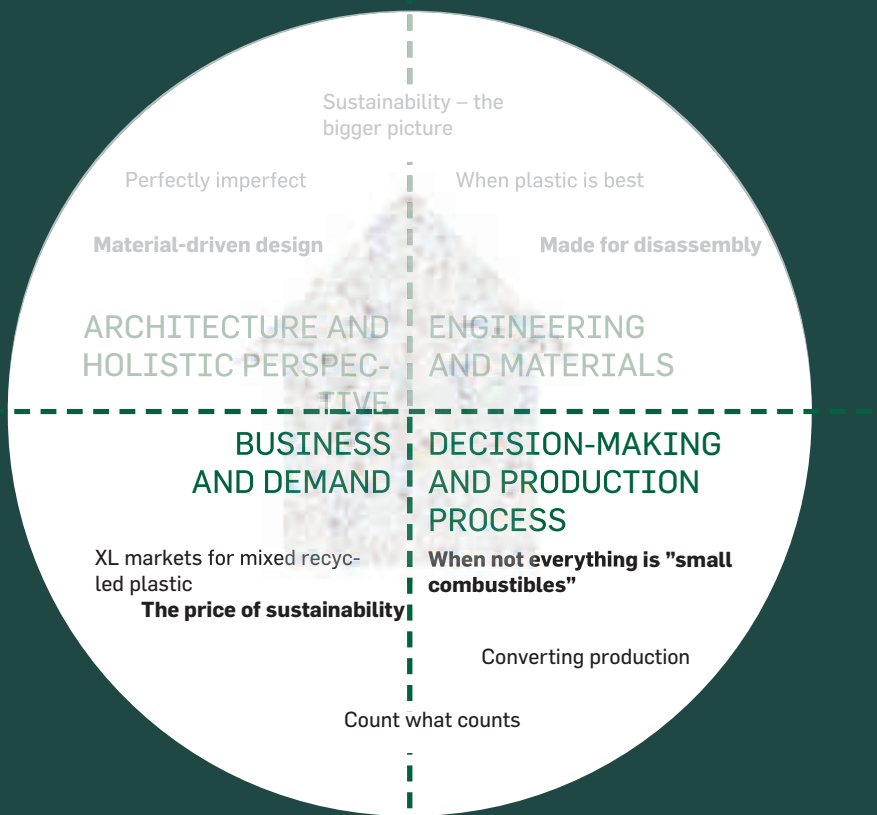 Sustainability – the
bigger picture
Perfectly imperfect
When plastic is best
Material-driven design
Made for disassembly
ARCHITECTURE AND
HOLISTIC PERSPEC-
TIVE
ENGINEERING
AND MATERIALS
BUSINESS
AND DEMAND
DECISION-MAKING
AND PRODUCTION
PROCESS
XL markets for mixed recyc-
led plastic
The price of sustainability
When not everything is ”small
combustibles”
Converting production
Count what counts